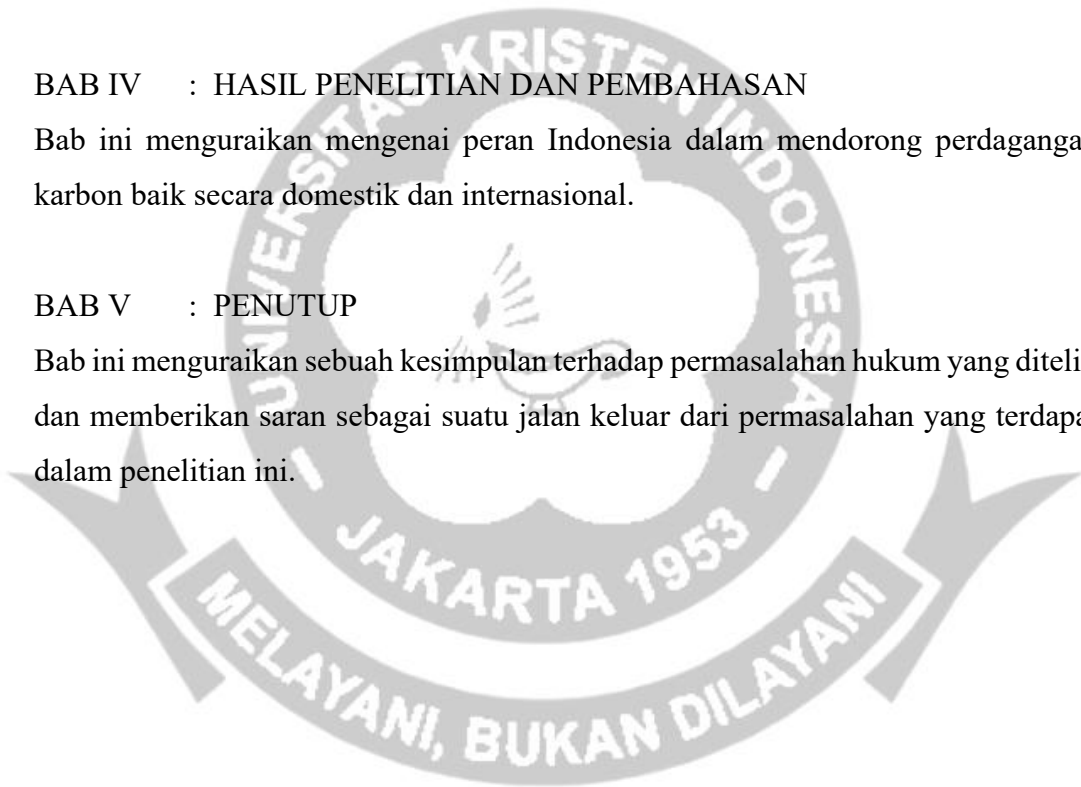 BAB IV : HASIL PENELITIAN DAN PEMBAHASAN
Bab ini menguraikan mengenai peran Indonesia dalam mendorong perdaganga
karbon baik secara domestik dan internasional.
BAB V : PENUTUP
Bab ini menguraikan sebuah kesimpulan terhadap permasalahan hukum yang diteli
dan memberikan saran sebagai suatu jalan keluar dari permasalahan yang terdapa
dalam penelitian ini.
UNIVERSITAS KRISTEN INDONESIA
JAKARTA 1953
MELAYANI, BUKAN DILAYANI